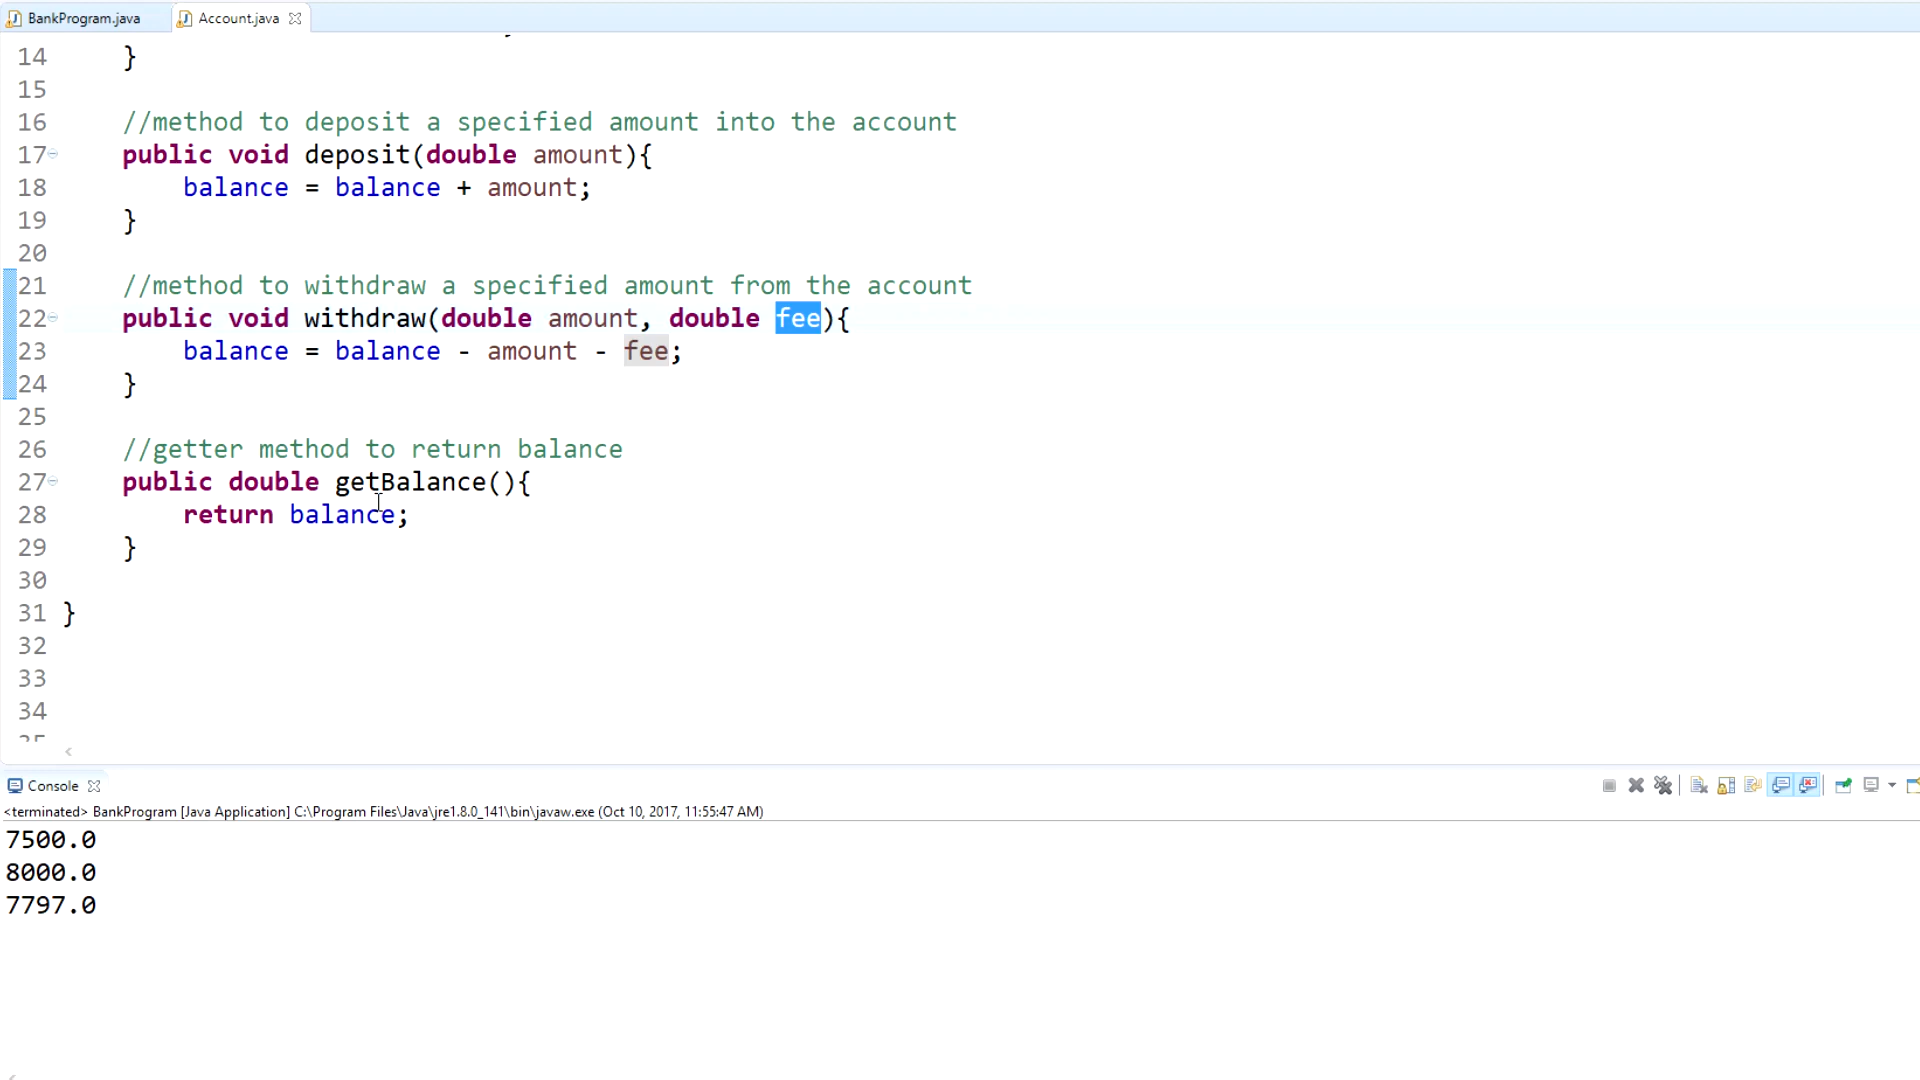 BankProgram.java Account.java
14 }
15
16 //method to deposit a specified amount into the account
17 public void deposit(double amount){
18 balance = balance + amount;
19 }
20
21 //method to withdraw a specified amount from the account
22 public void withdraw(double amount, double fee){
23 balance = balance - amount - fee;
24 }
25
26 //getter method to return balance
27 public double getBalance(){
28 return balance;
29 }
30
31 }
32
33
34
Console
<terminated> BankProgram [Java Application] C:\Program Files\Java\jre1.8.0_141\bin\javaw.exe (Oct 10, 2017, 11:55:47 AM)
7500.0
8000.0
7797.0